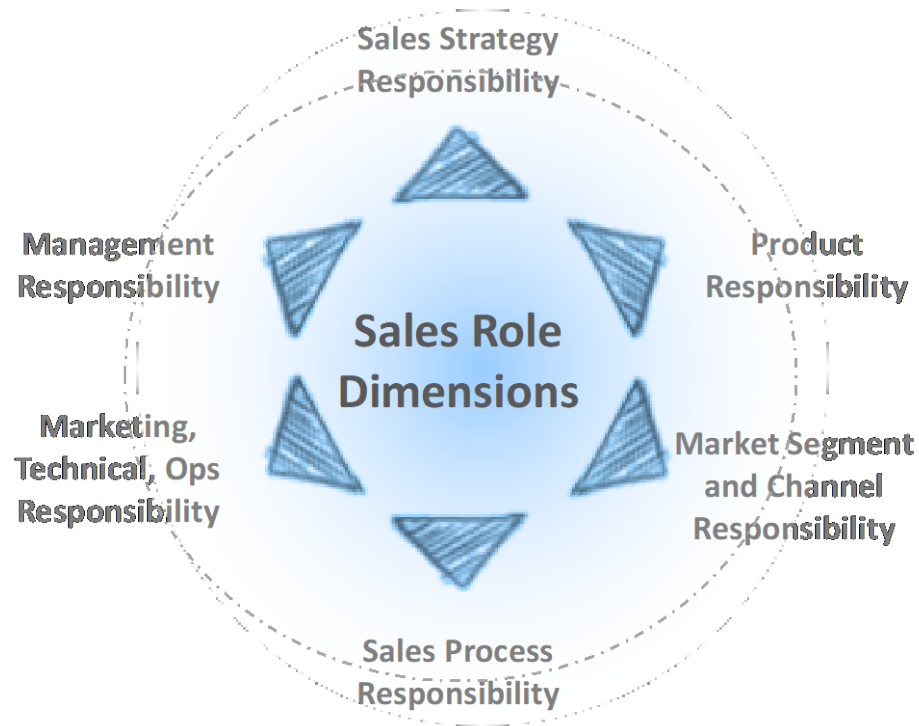 Sales Strategy
Responsibility
Management
Responsibility
Product
Responsibility
Sales Role
Dimensions
Marketing,
Technical, Ops
Responsibility
Market Segment
and Channel
Responsibility
Sales Process
Responsibility